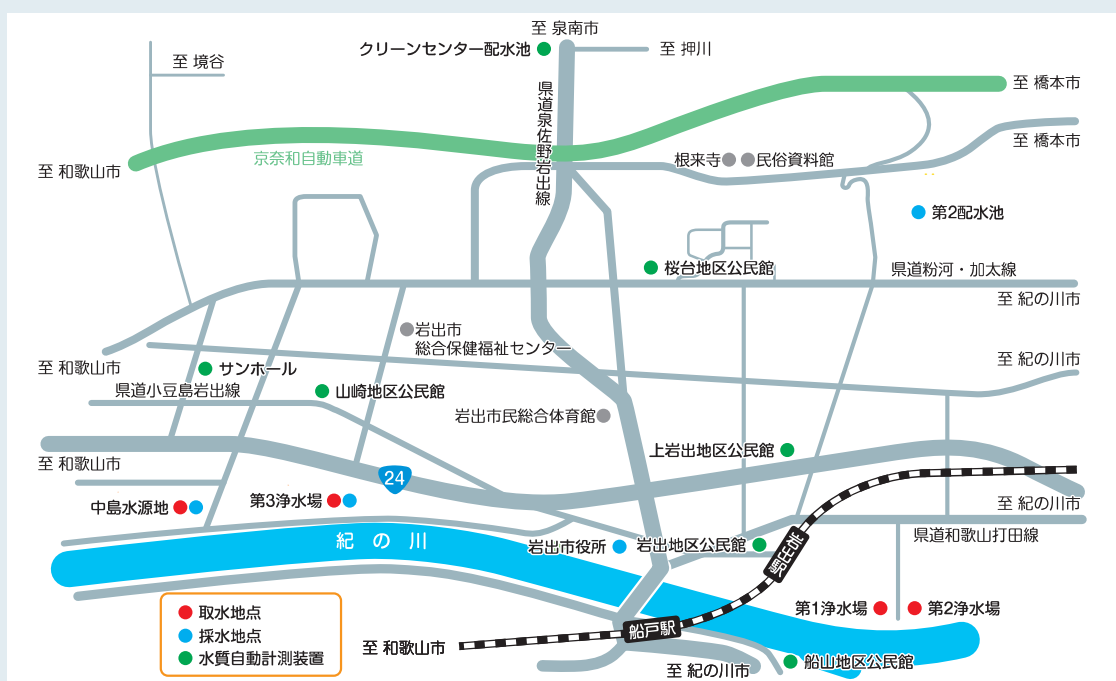 至 泉南市
クリーンセンター配水池
至 押川
至 境谷
県道泉佐野岩出線
至 橋本市
京奈和自動車道
至 橋本市
至 和歌山市
根来寺
民俗資料館
第2配水池
桜台地区公民館
県道粉河・加太線
至 紀の川市
岩出市
総合保健福祉センター
至 和歌山市
サンホール
至 紀の川市
県道小豆島岩出線
山崎地区公民館
岩出市民総合体育館
上岩出地区公民館
至 和歌山市
24
中島水源地
第3浄水場
至 紀の川市
県道和歌山打田線
紀の川
岩出市役所
岩出地区公民館
岩出駅
第1浄水場
第2浄水場
取水地点
採水地点
水質自動計測装置
船戸駅
至 和歌山市
至 紀の川市
船山地区公民館